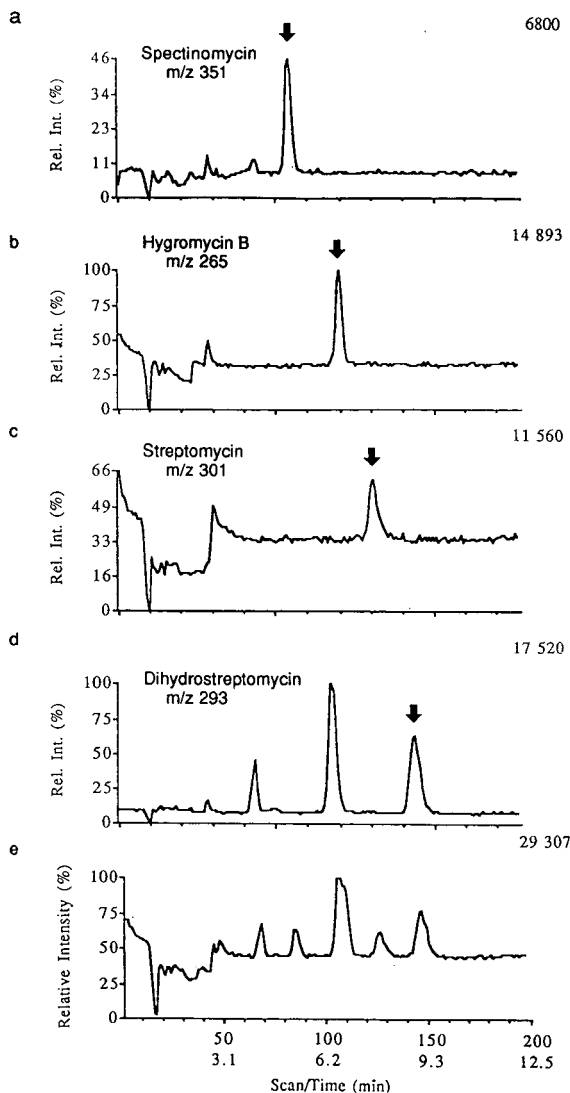 a
6800
Spectinomycin
m/z 351
Rel. Int. (%)
46
34
23
11
0
b
14 893
Hygromycin B
m/z 265
Rel. Int. (%)
100
50
25
0
c
11 560
Streptomycin
m/z 301
Rel. Int. (%)
66
49
33
16
0
d
17 520
Dihydrostreptomycin
m/z 293
Rel. Int. (%)
100
75
50
25
0
e
29 307
Relative Intensity (%)
100
75
50
25
0
50 100 150 200
3.1 6.2 9.3 12.5
Scan/Time (min)